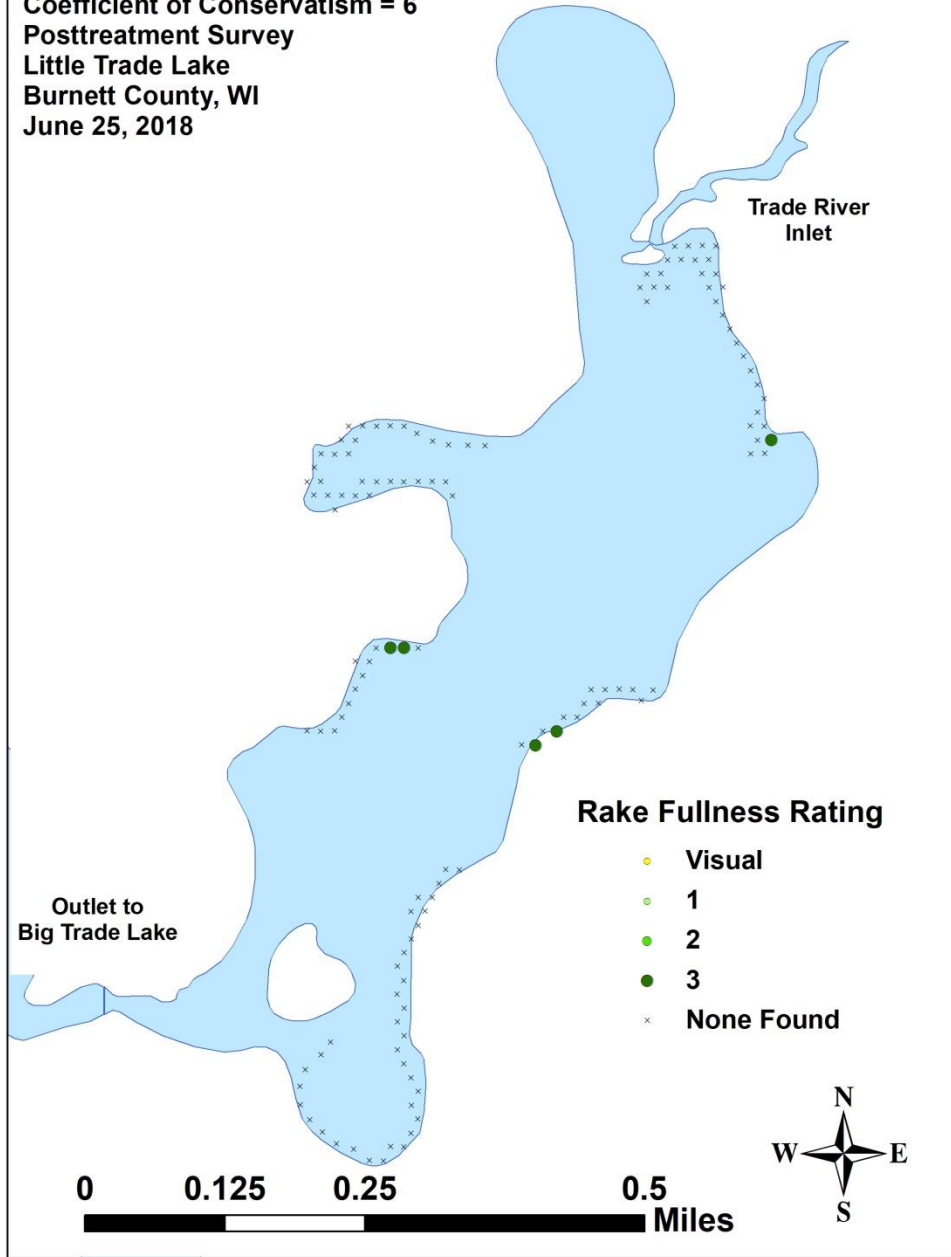 Coefficient of Conservatism = 6
Posttreatment Survey
Little Trade Lake
Burnett County, WI
June 25, 2018
Trade River
Inlet
Rake Fullness Rating
Visual
1
2
3
None Found
Outlet to
Big Trade Lake
N
W E
S
0 0.125 0.25 0.5
Miles